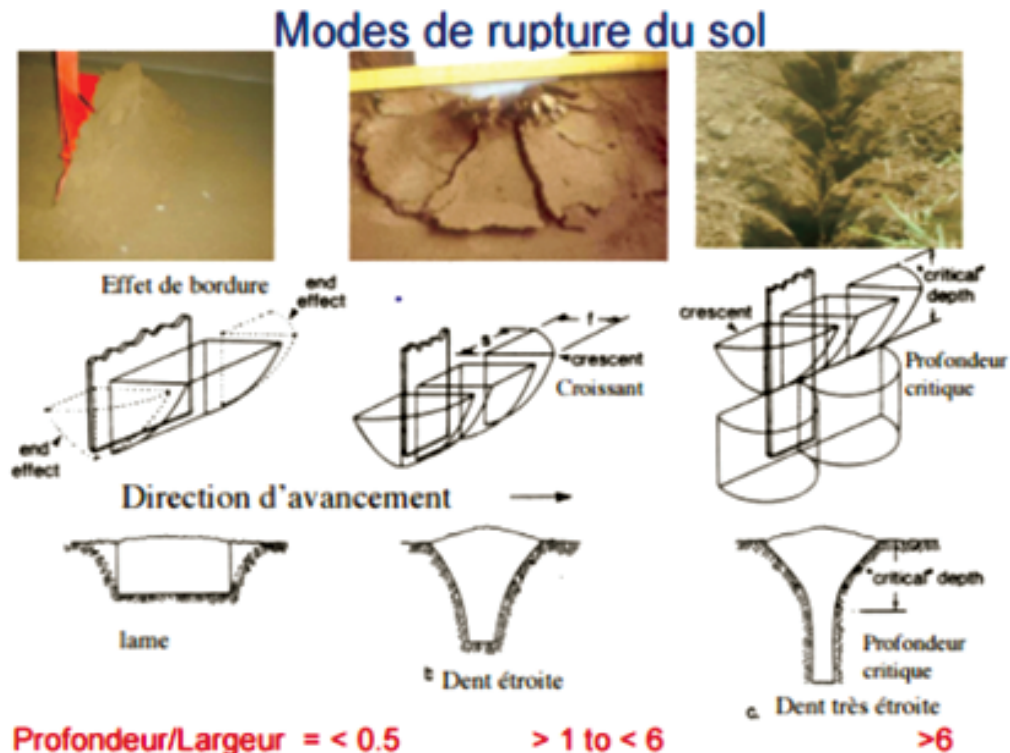 Modes de rupture du sol
Effet de bordure
end
effect
end
effect
s
f
crescent
Croissant
crescent
"critical"
depth
Profondeur
critique
Direction d'avancement
lame
Dent étroite
"critical" depth
Profondeur
critique
c. Dent très étroite
Profondeur/Largeur = < 0.5 > 1 to < 6 >6